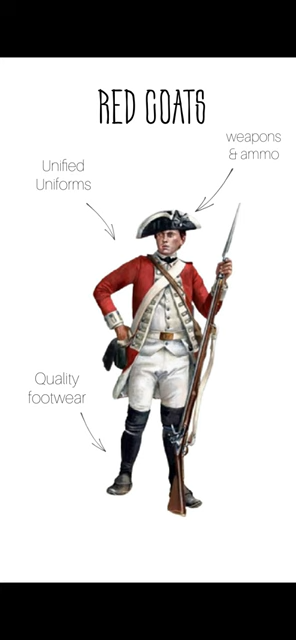 RED COATS
weapons
& ammo
Unified
Uniforms
Quality
footwear